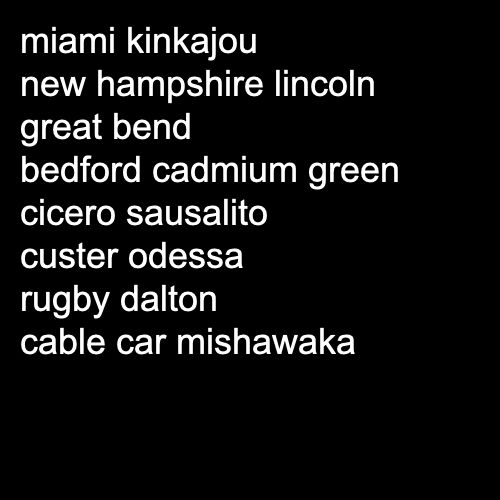 miami kinkajou
new hampshire lincoln
great bend
bedford cadmium green
cicero sausalito
custer odessa
rugby dalton
cable car mishawaka